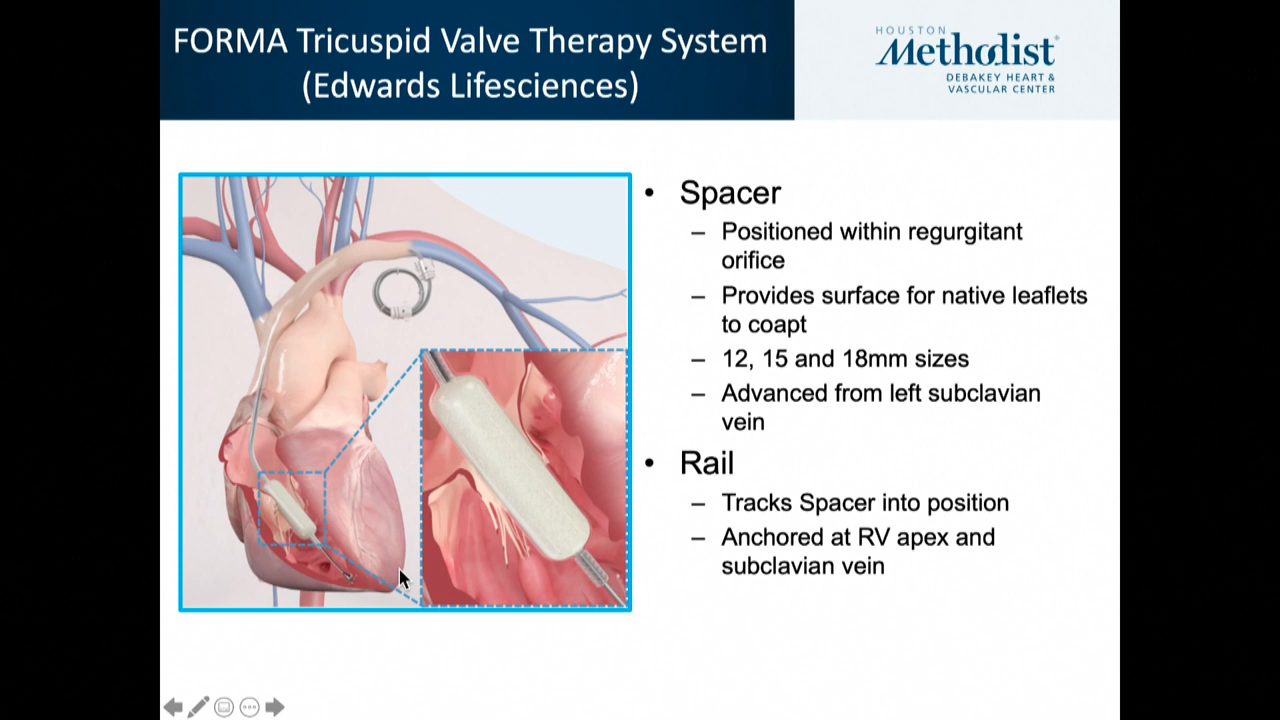 FORMA Tricuspid Valve Therapy System
(Edwards Lifesciences)
HOUSTON
Methodist
DEBAKEY HEART &
VASCULAR CENTER
• Spacer
– Positioned within regurgitant
orifice
– Provides surface for native leaflets
to coapt
– 12, 15 and 18mm sizes
– Advanced from left subclavian
vein
• Rail
– Tracks Spacer into position
– Anchored at RV apex and
subclavian vein